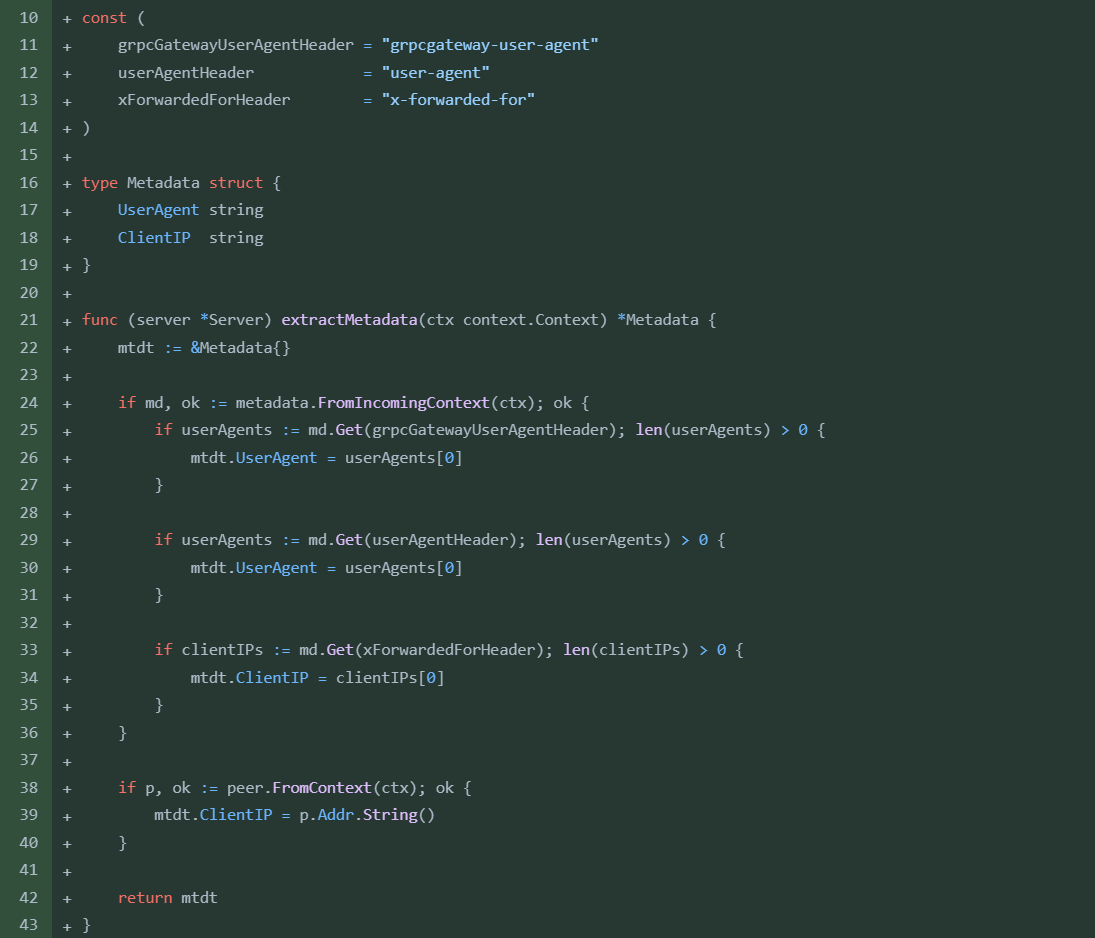 10 + const (
11 + grpcGatewayUserAgentHeader = "grpcgateway-user-agent"
12 + userAgentHeader            = "user-agent"
13 + xForwardedForHeader        = "x-forwarded-for"
14 + )
15 +
16 + type Metadata struct {
17 +     UserAgent string
18 +     ClientIP  string
19 + }
20 +
21 + func (server *Server) extractMetadata(ctx context.Context) *Metadata {
22 +     mtdt := &Metadata{}
23 +
24 +     if md, ok := metadata.FromIncomingContext(ctx); ok {
25 +         if userAgents := md.Get(grpcGatewayUserAgentHeader); len(userAgents) > 0 {
26 +             mtdt.UserAgent = userAgents[0]
27 +         }
28 +
29 +         if userAgents := md.Get(userAgentHeader); len(userAgents) > 0 {
30 +             mtdt.UserAgent = userAgents[0]
31 +         }
32 +
33 +         if clientIPs := md.Get(xForwardedForHeader); len(clientIPs) > 0 {
34 +             mtdt.ClientIP = clientIPs[0]
35 +         }
36 +     }
37 +
38 +     if p, ok := peer.FromContext(ctx); ok {
39 +         mtdt.ClientIP = p.Addr.String()
40 +     }
41 +
42 +     return mtdt
43 + }